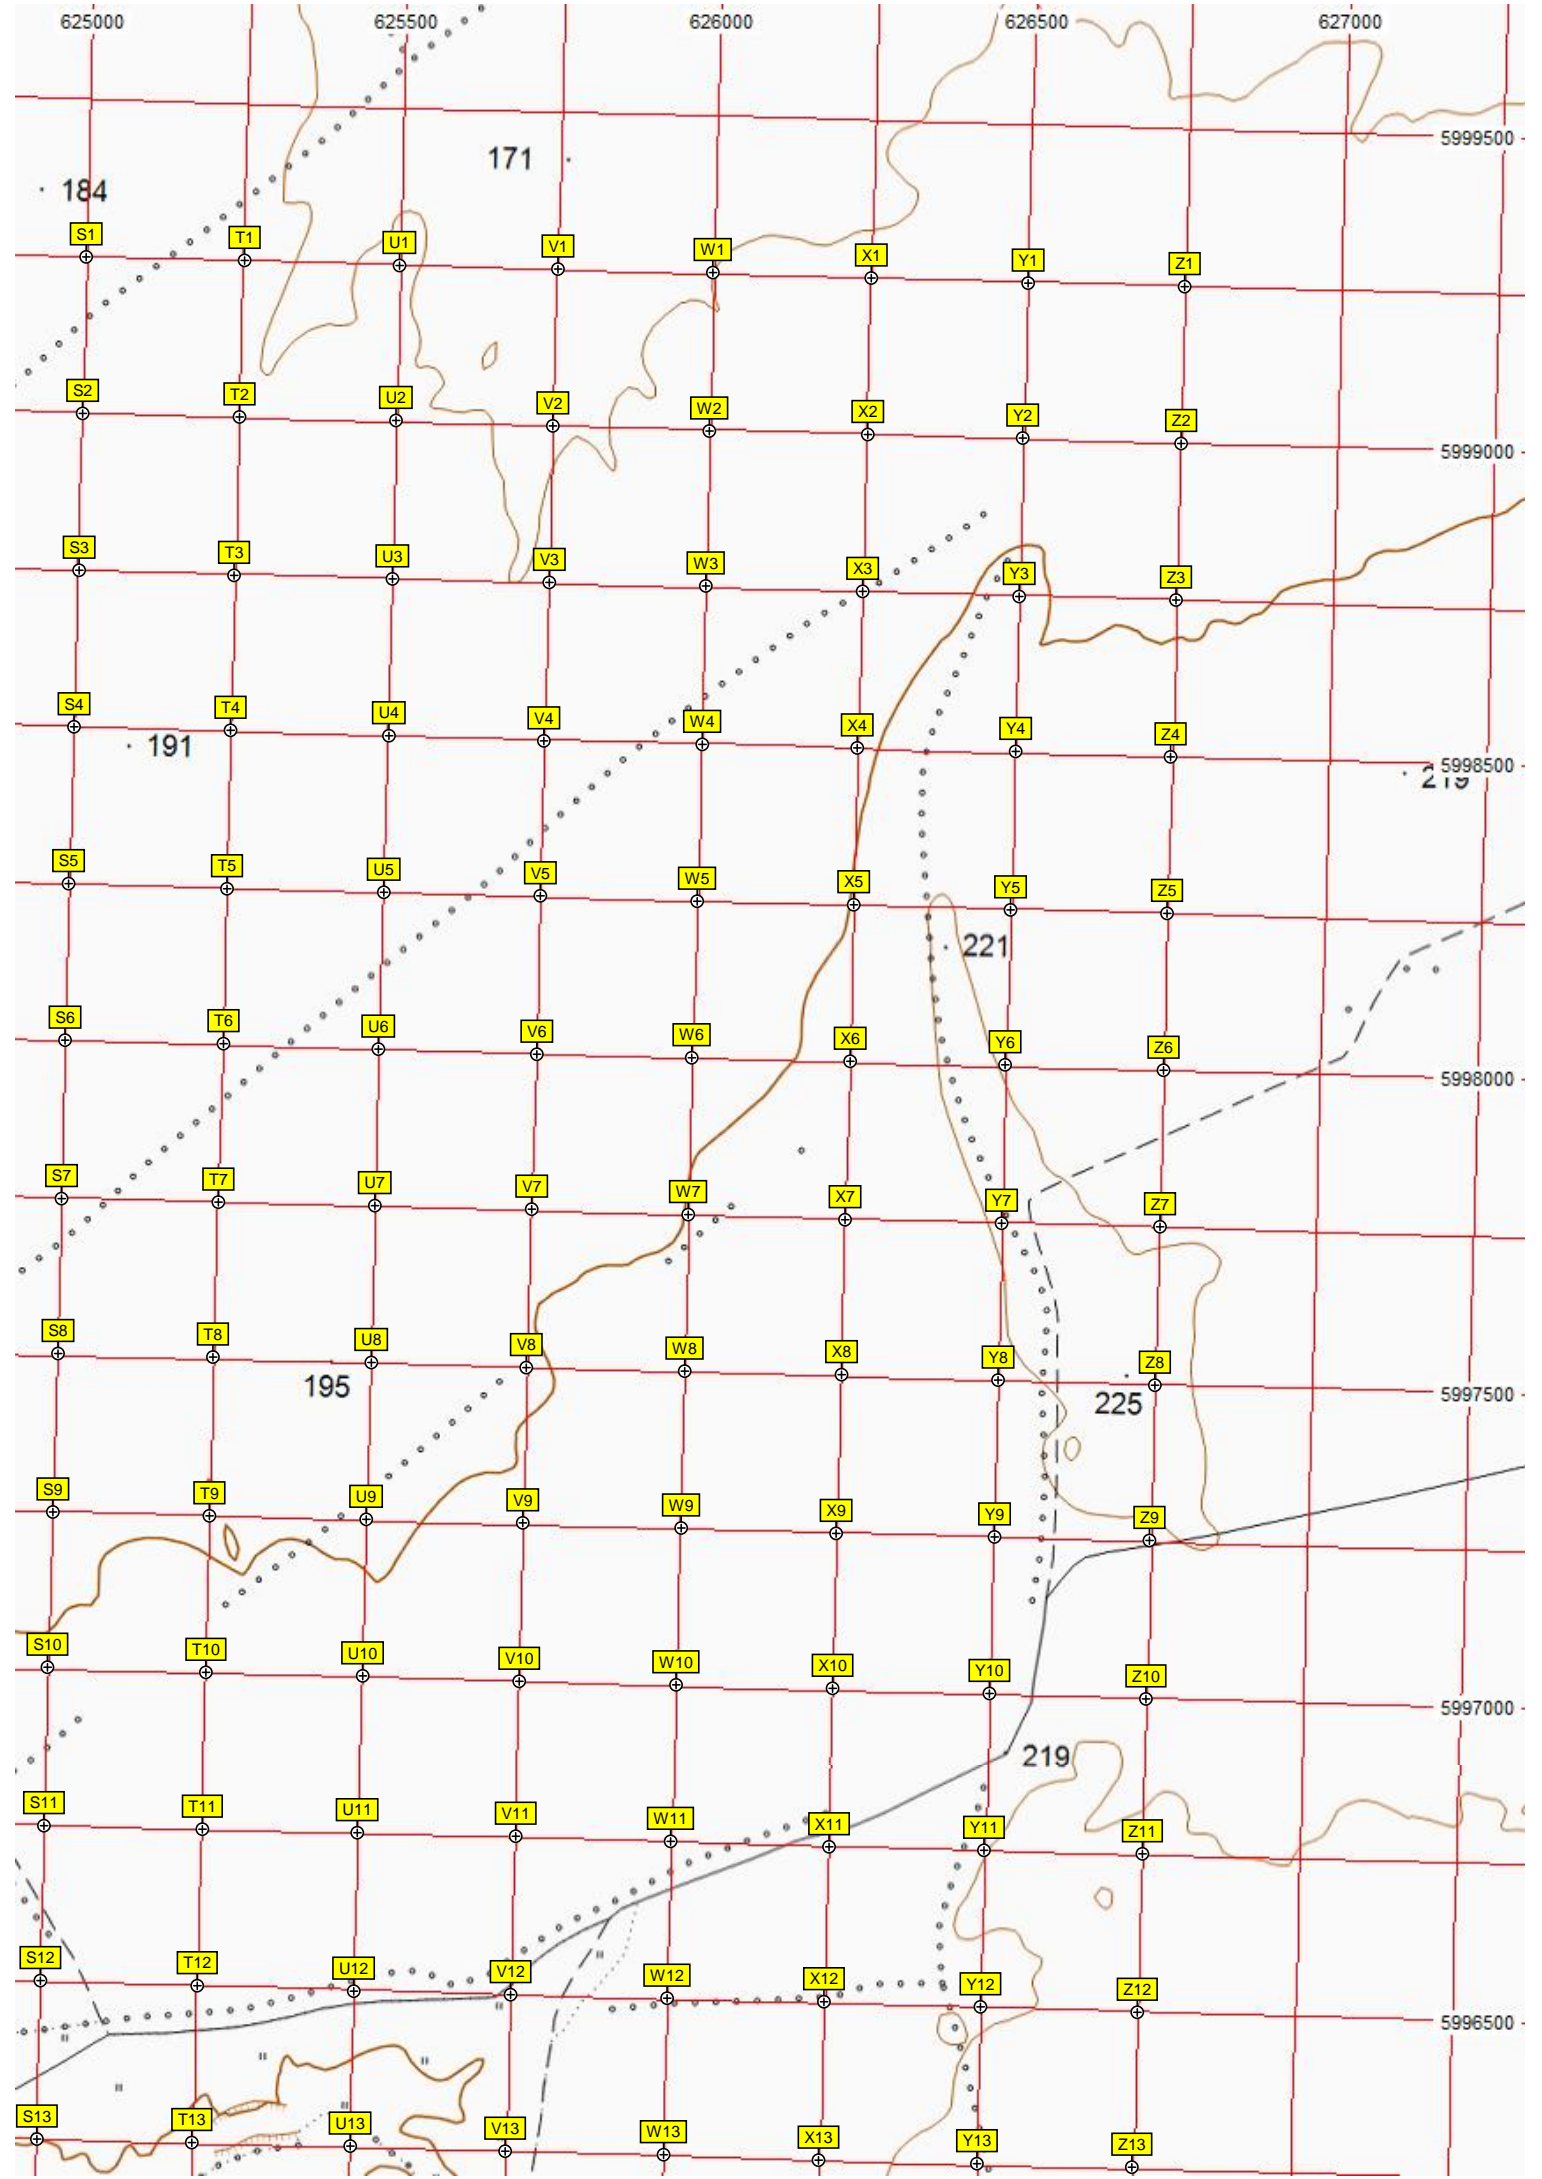 625000 625500 626000 626500 627000
5999500
171
184
S1 T1 U1 V1 W1 X1 Y1 Z1
S2 T2 U2 V2 W2 X2 Y2 Z2
5999000
S3 T3 U3 V3 W3 X3 Y3 Z3
S4 T4 U4 V4 W4 X4 Y4 Z4
191
5998500
219
S5 T5 U5 V5 W5 X5 Y5 Z5
221
S6 T6 U6 V6 W6 X6 Y6 Z6
5998000
S7 T7 U7 V7 W7 X7 Y7 Z7
S8 T8 U8 V8 W8 X8 Y8 Z8
195
225
5997500
S9 T9 U9 V9 W9 X9 Y9 Z9
S10 T10 U10 V10 W10 X10 Y10 Z10
5997000
219
S11 T11 U11 V11 W11 X11 Y11 Z11
S12 T12 U12 V12 W12 X12 Y12 Z12
5996500
S13 T13 U13 V13 W13 X13 Y13 Z13